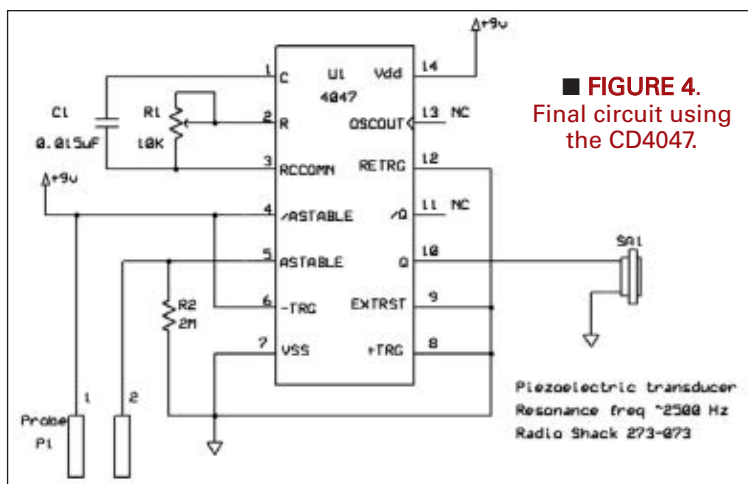 +9v
■ FIGURE 4.
Final circuit using
the CD4047.
1 C U1 Vdd 14
4047
C1
0.015uF
R1
10K
2 R OSCOUT 13 NC
3 RCCOMN RETRG 12
+9v
4 /ASTABLE /Q 11 NC
5 ASTABLE Q 10
SA1
R2
2M
6 -TRG EXTRST 9
7 VSS +TRG 8
1 2
Probe
P1
Piezoelectric transducer
Resonance freq ~2500 Hz
Radio Shack 273-073